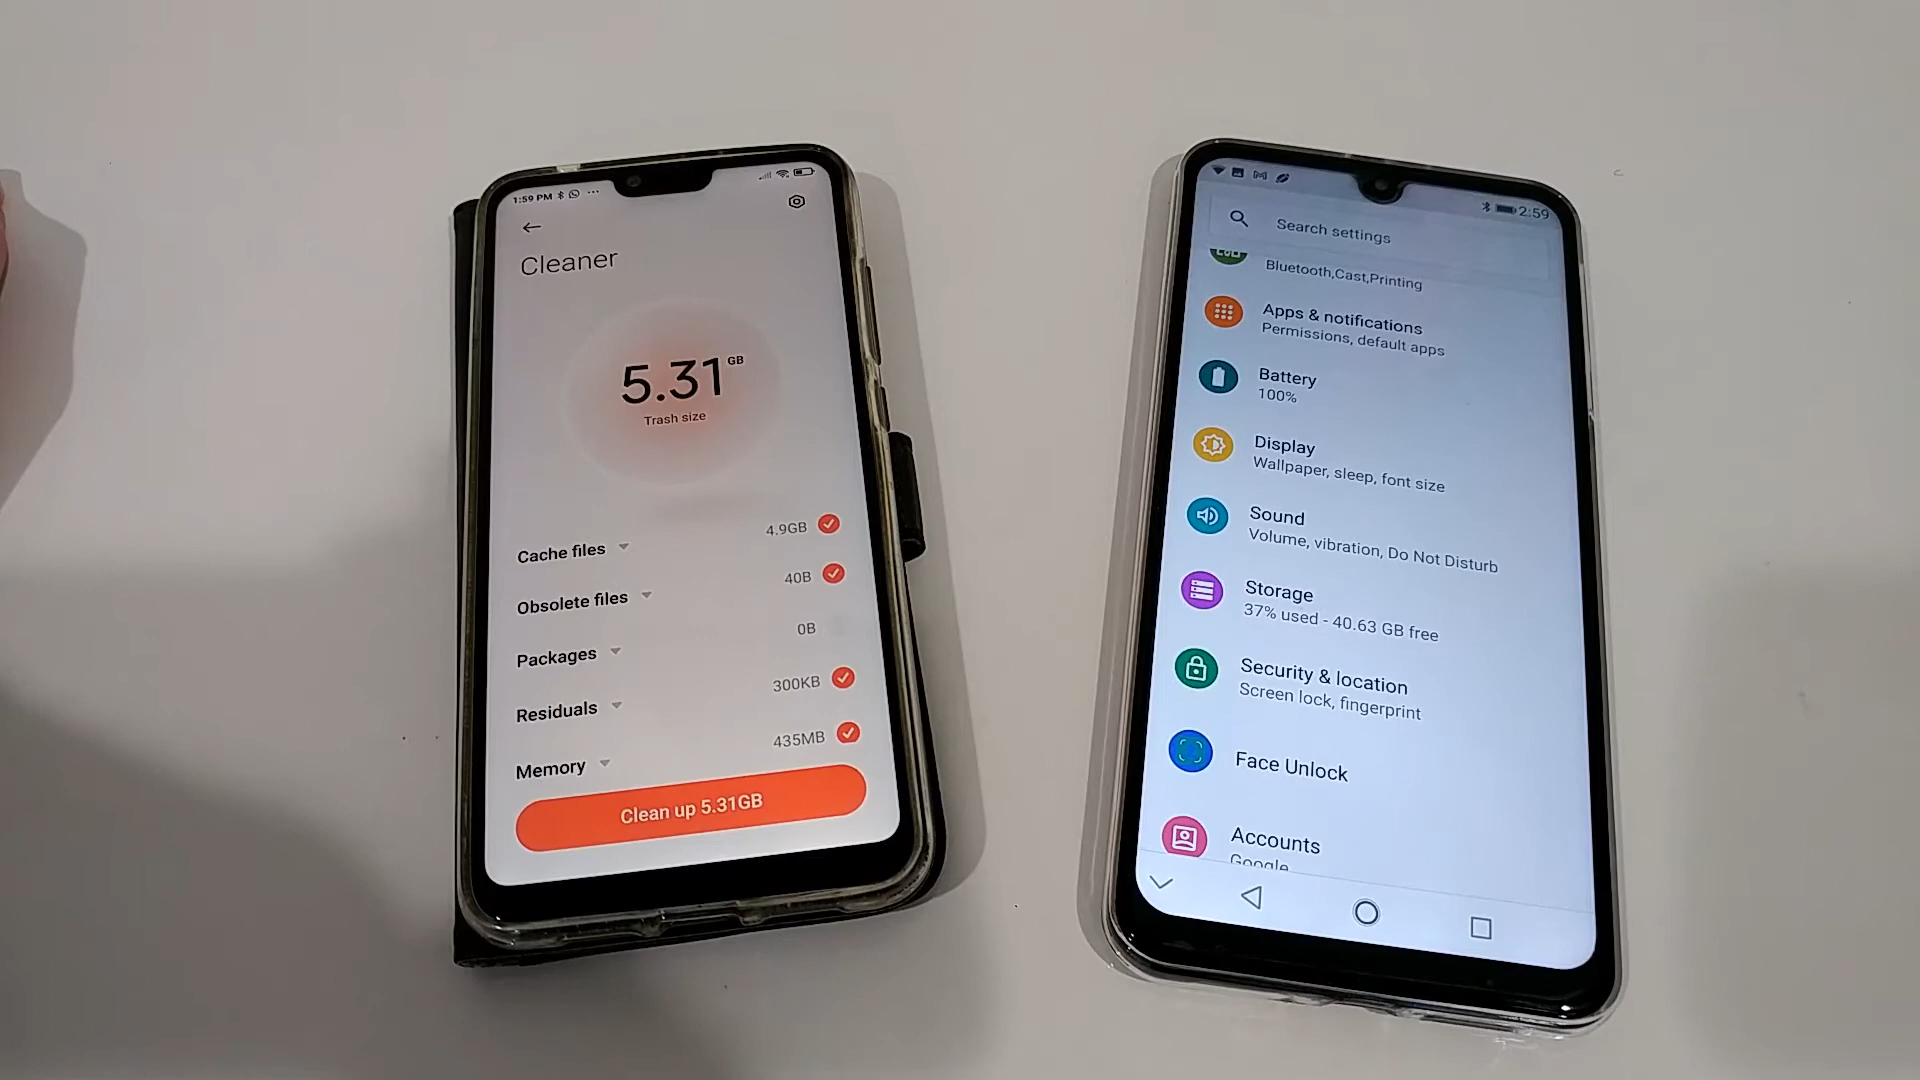 1:59 PM
Cleaner
5.31 GB
Trash size
Cache files 4.9GB
Obsolete files 40B
Packages 0B
Residuals 300KB
Memory 435MB
Clean up 5.31GB
2:59
Search settings
Bluetooth,Cast,Printing
Apps & notifications
Permissions, default apps
Battery
100%
Display
Wallpaper, sleep, font size
Sound
Volume, vibration, Do Not Disturb
Storage
37% used - 40.63 GB free
Security & location
Screen lock, fingerprint
Face Unlock
Accounts
Google